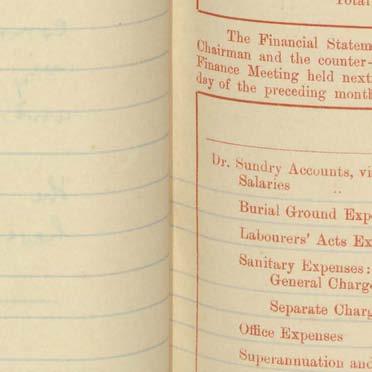 Total
The Financial Statem
Chairman and the counter-
Finance Meeting held next
day of the preceding month
Dr. Sundry Accounts, vi
Salaries ..
Burial Ground Exp
Labourers' Acts Ex
Sanitary Expenses:
General Charg
Separate Charg
Office Expenses
Superannuation and